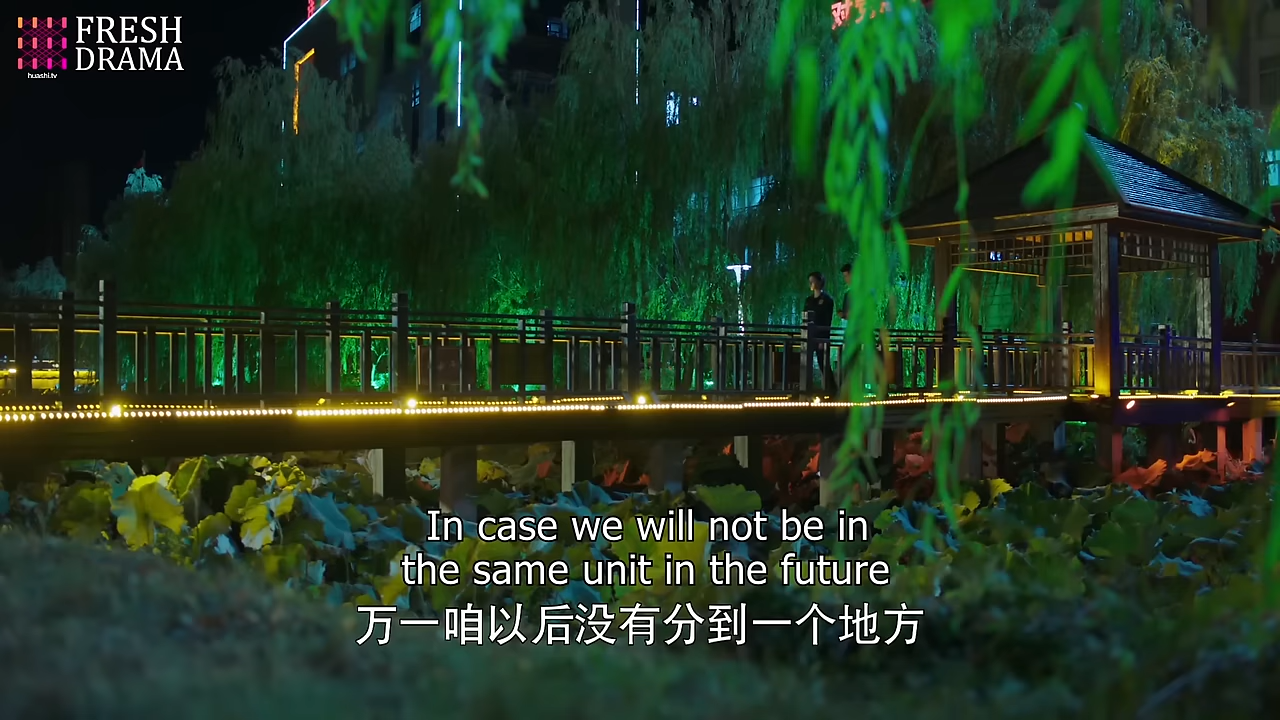 FRESH
DRAMA
huashi.tv
In case we will not be in
the same unit in the future
万一咱以后没有分到一个地方